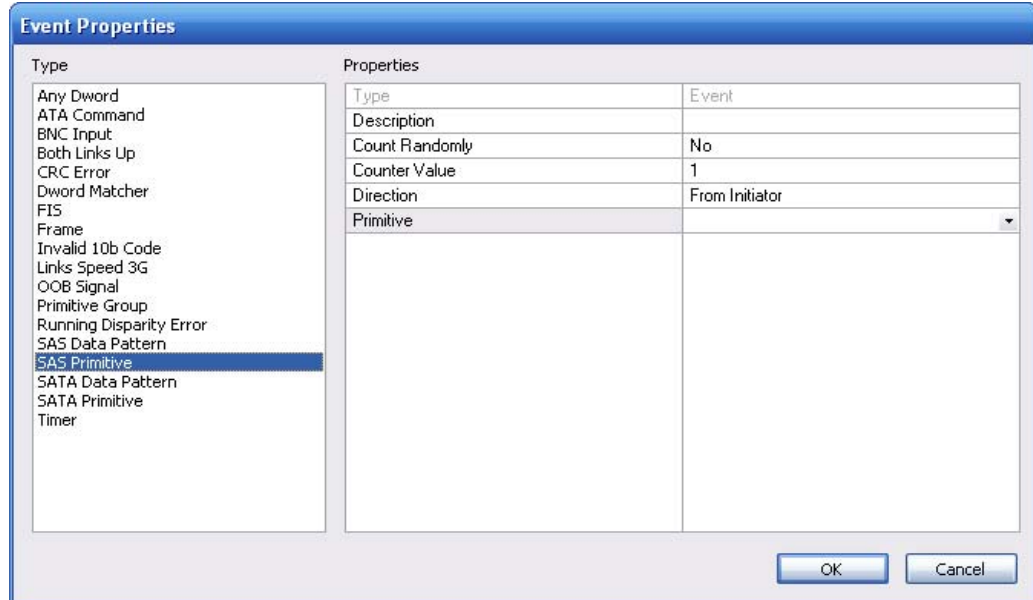 Event Properties
Type
Properties
Any Dword
ATA Command
BNC Input
Both Links Up
CRC Error
Dword Matcher
FIS
Frame
Invalid 10b Code
Links Speed 3G
OOB Signal
Primitive Group
Running Disparity Error
SAS Data Pattern
SAS Primitive
SATA Data Pattern
SATA Primitive
Timer
Type Event
Description
Count Randomly No
Counter Value 1
Direction From Initiator
Primitive
OK Cancel